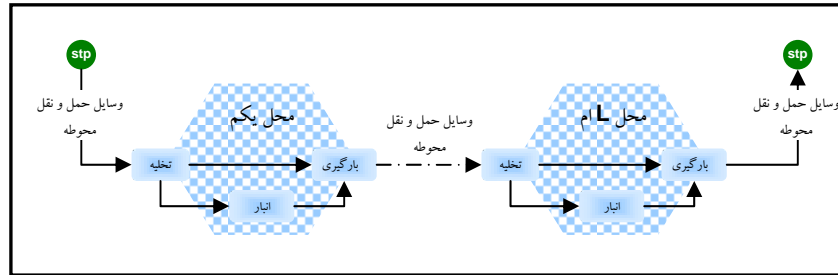 stp
وسایل حمل و نقل
محوطه
محل یکم
تخلیه
بارگیری
انبار
وسایل حمل و نقل
محوطه
محل L ام
تخلیه
بارگیری
انبار
stp
وسایل حمل و نقل
محوطه